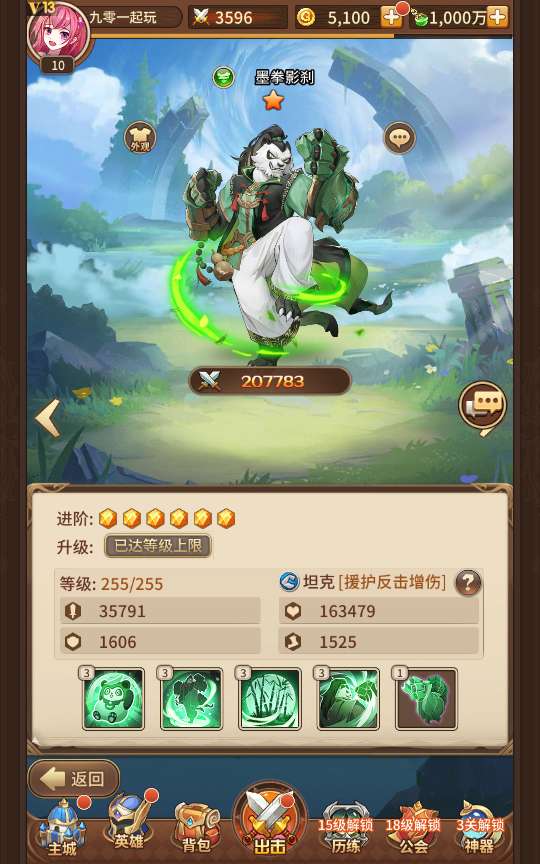 V13
九零一起玩
3596
5,100
1,000万
10
墨拳影刹
外观
207783
进阶:
升级: 已达等级上限
等级: 255/255
坦克 [援护反击增伤] ?
35791
163479
1606
1525
3 3 3 3 1
返回
主城
英雄
背包
出击
15级解锁
历练
18级解锁
公会
3关解锁
神器